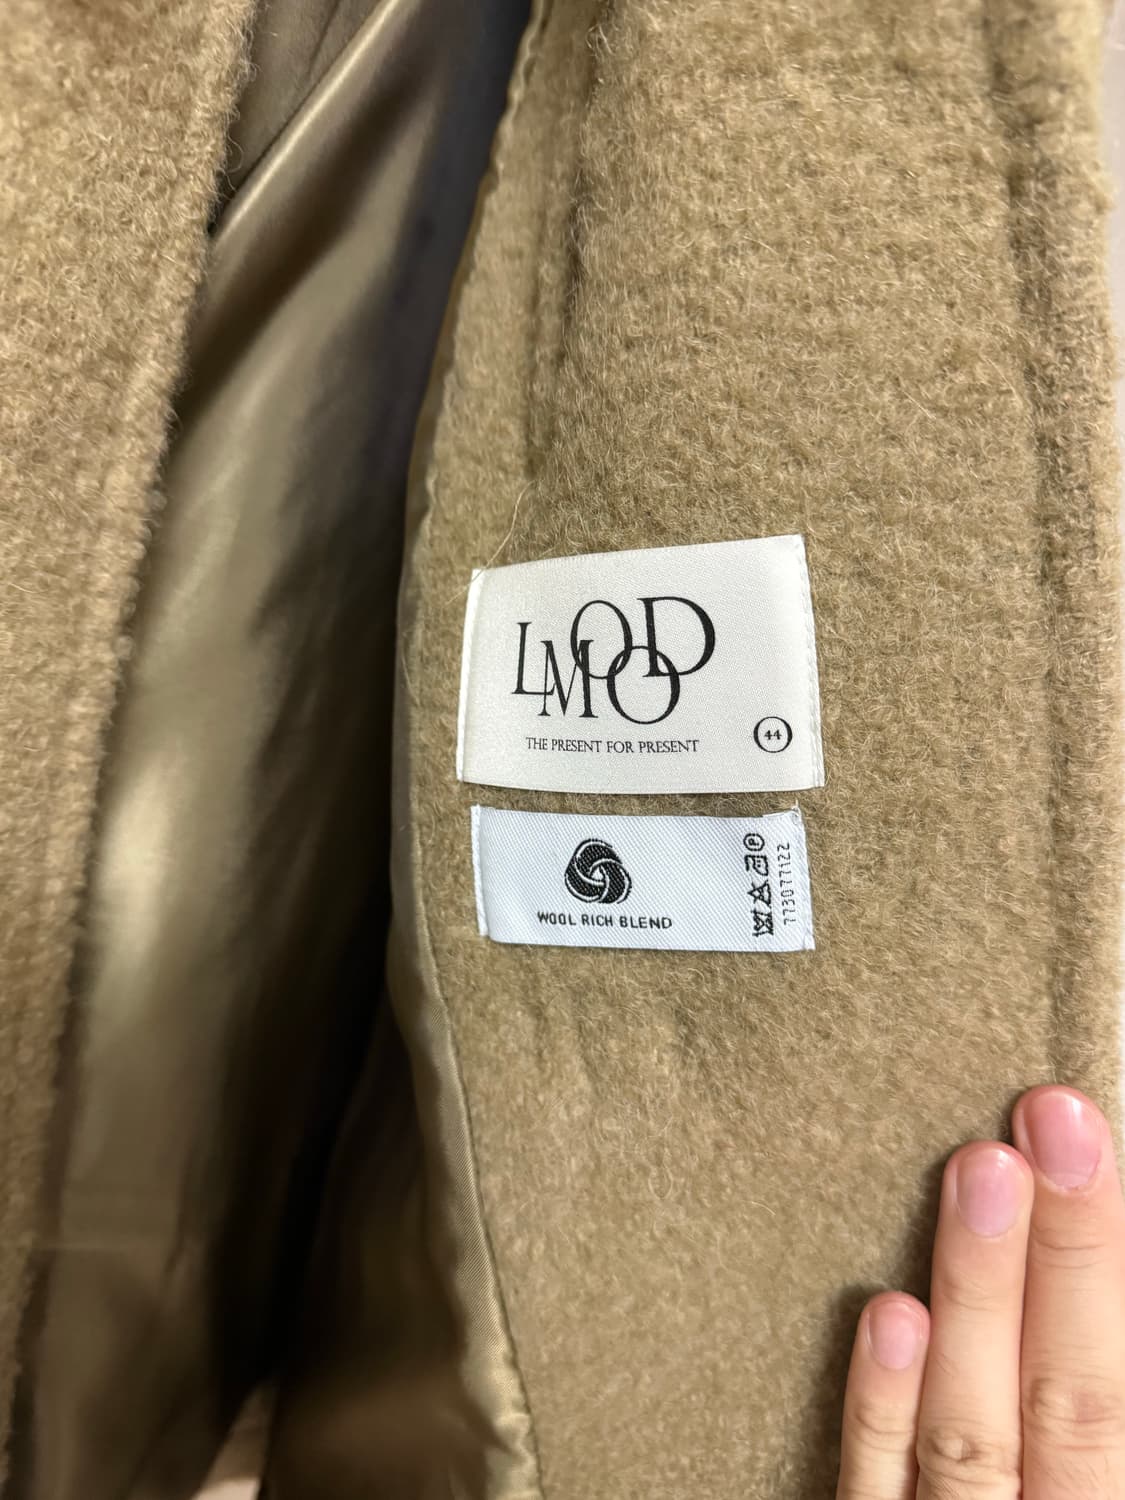 LMOOD
THE PRESENT FOR PRESENT
44
WOOL RICH BLEND
P
773077122